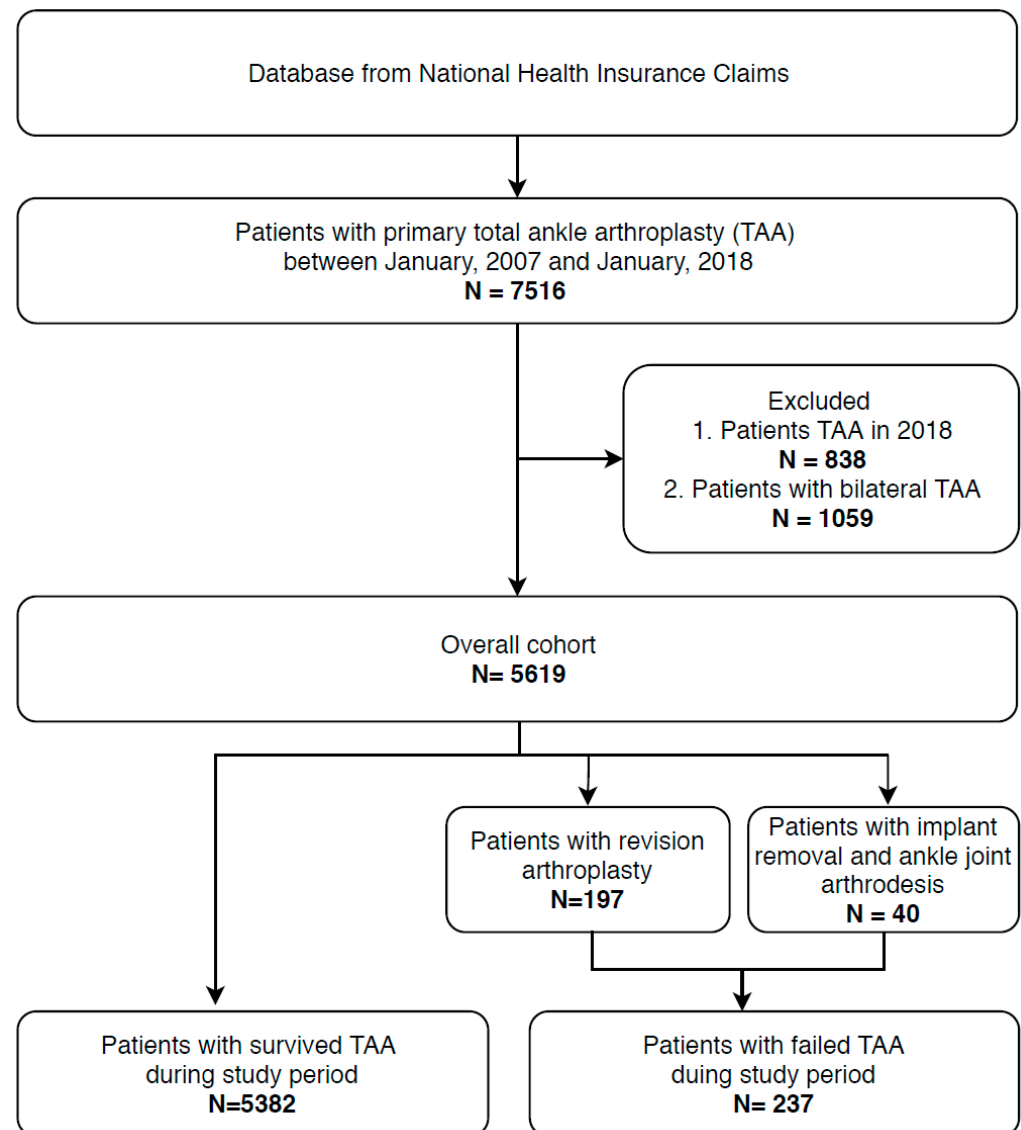 Database from National Health Insurance Claims
Patients with primary total ankle arthroplasty (TAA)
between January, 2007 and January, 2018
N = 7516
Excluded
1. Patients TAA in 2018
N = 838
2. Patients with bilateral TAA
N = 1059
Overall cohort
N= 5619
Patients with revision
arthroplasty
N=197
Patients with implant
removal and ankle joint
arthrodesis
N = 40
Patients with survived TAA
during study period
N=5382
Patients with failed TAA
duing study period
N= 237